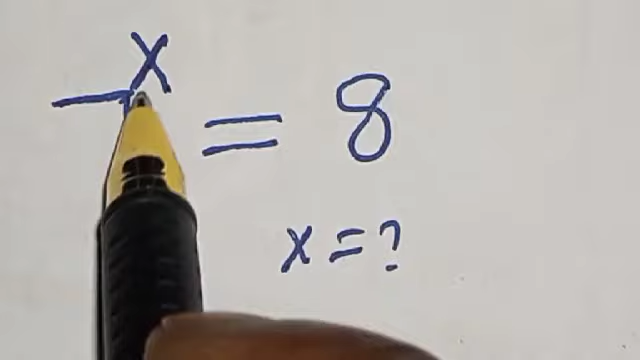 x = 8
x = ?